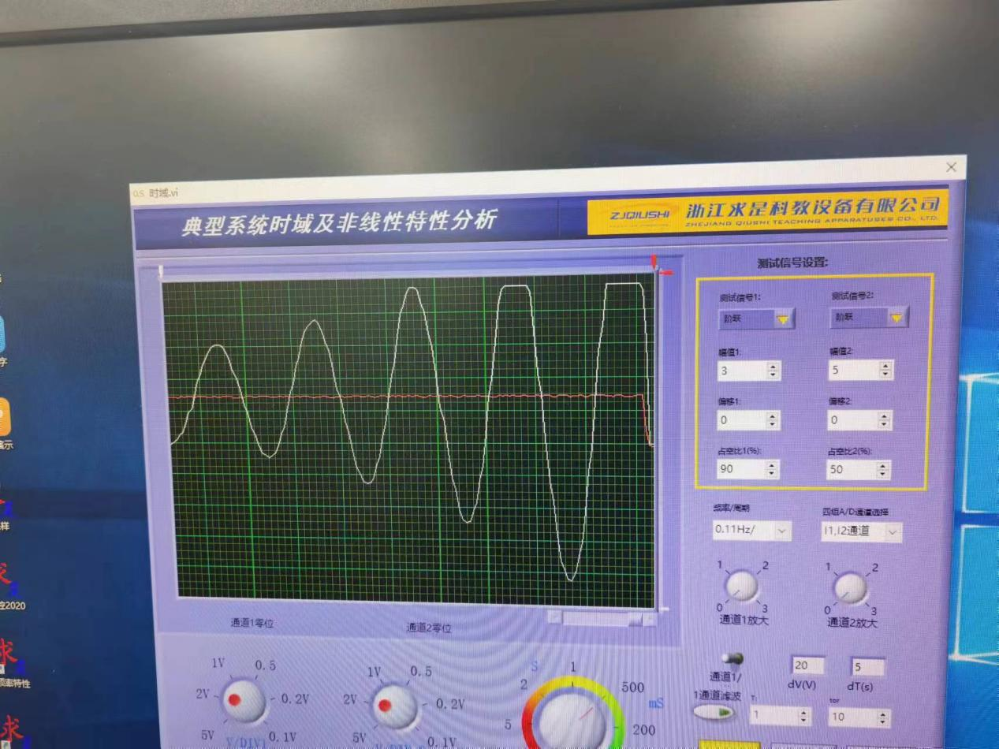 时域.vi
典型系统时域及非线性特性分析
ZJQIUSHI
浙江求是科教设备有限公司
ZHEJIANG QIUSHI TEACHING APPARATUSES CO., LTD.
测试信号设置:
测试信号1:
测试信号2:
阶跃
阶跃
幅值1:
幅值2:
3
5
偏移1:
偏移2:
0
0
占空比1(%):
占空比2(%):
90
50
频率/周期
四组A/D通道选择
0.11Hz/
I1,I2通道
1
2
0
3
通道1放大
1
2
0
3
通道2放大
通道1零位
通道2零位
1V
0.5
2V
0.2V
5V
0.1V
V/DIV1
1V
0.5
2V
0.2V
5V
0.1V
S
1
2
500
mS
5
200
通道1/
1通道滤波
20
5
dV(V)
dT(s)
T:
tor
1
10
字
示
样
控2020
频率特性